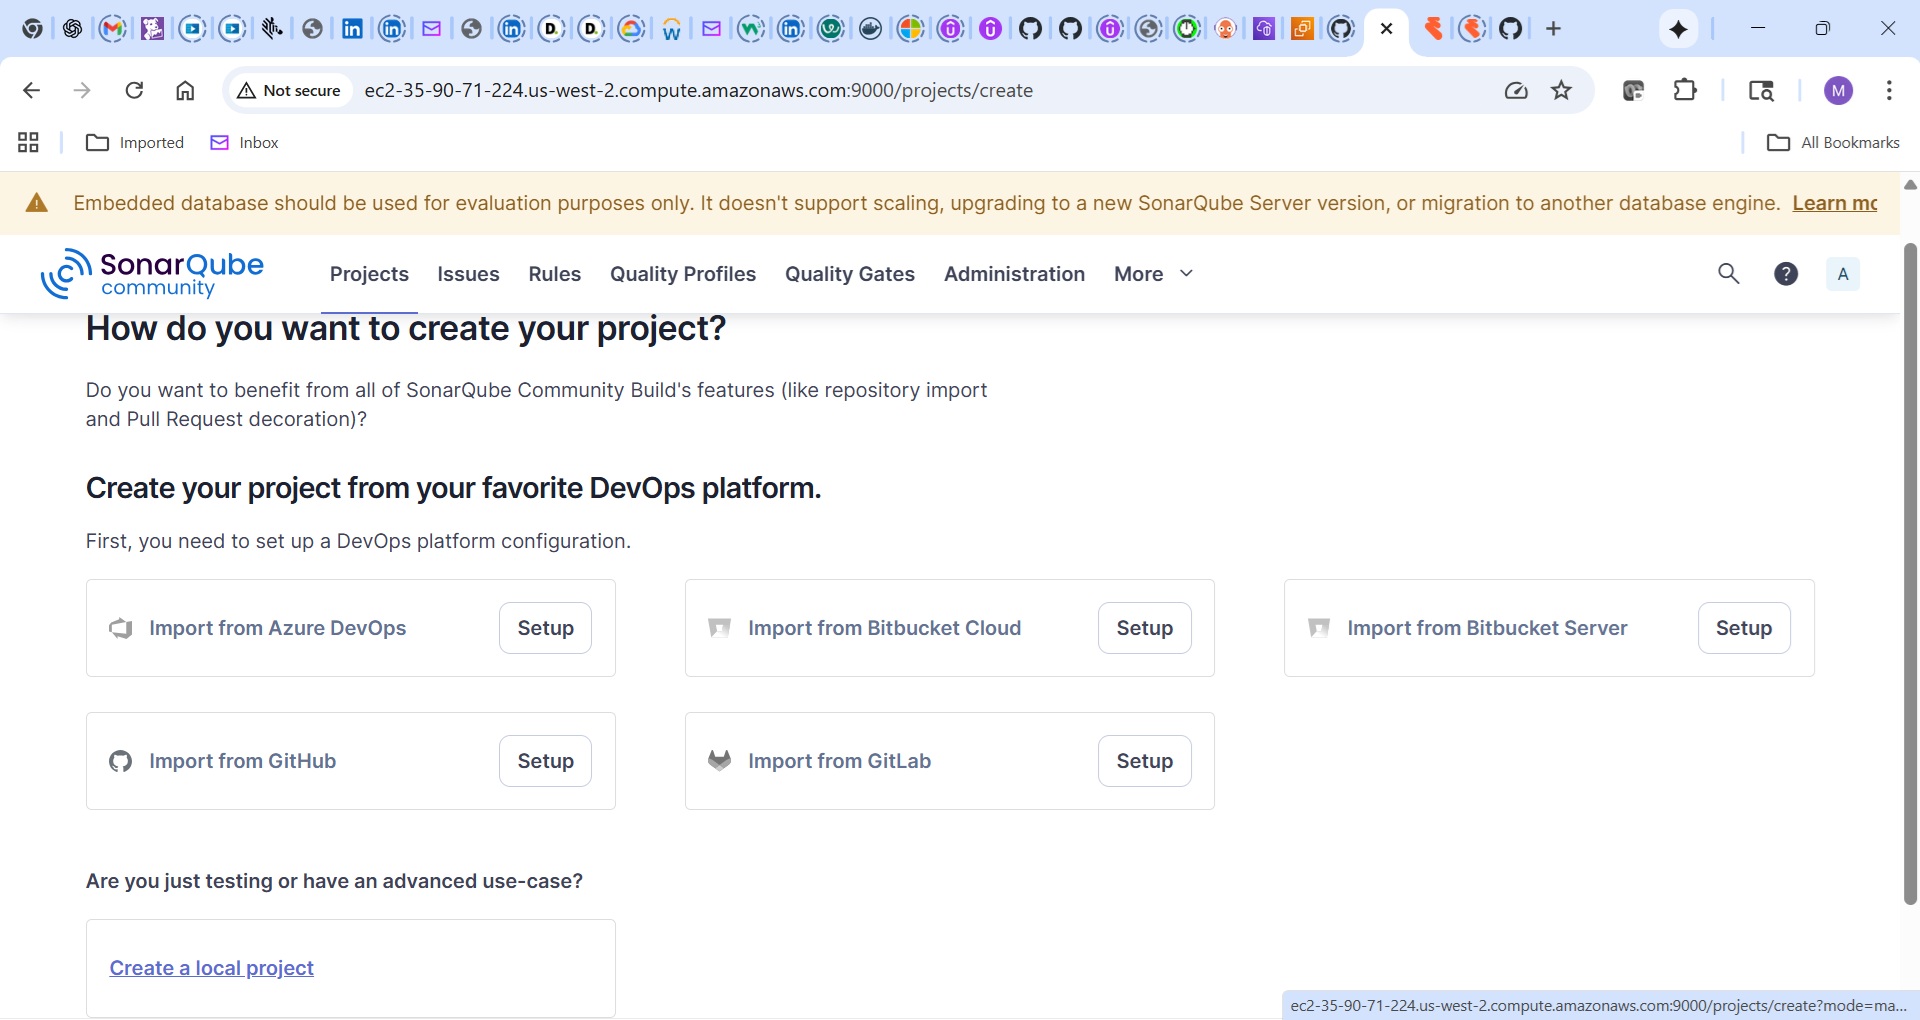 Not secure
ec2-35-90-71-224.us-west-2.compute.amazonaws.com:9000/projects/create
M
Imported
Inbox
All Bookmarks
Embedded database should be used for evaluation purposes only. It doesn't support scaling, upgrading to a new SonarQube Server version, or migration to another database engine. Learn mo
SonarQube community
Projects Issues Rules Quality Profiles Quality Gates Administration More
A
How do you want to create your project?
Do you want to benefit from all of SonarQube Community Build's features (like repository import
and Pull Request decoration)?
Create your project from your favorite DevOps platform.
First, you need to set up a DevOps platform configuration.
Import from Azure DevOps Setup
Import from Bitbucket Cloud Setup
Import from Bitbucket Server Setup
Import from GitHub Setup
Import from GitLab Setup
Are you just testing or have an advanced use-case?
Create a local project
ec2-35-90-71-224.us-west-2.compute.amazonaws.com:9000/projects/create?mode=ma...